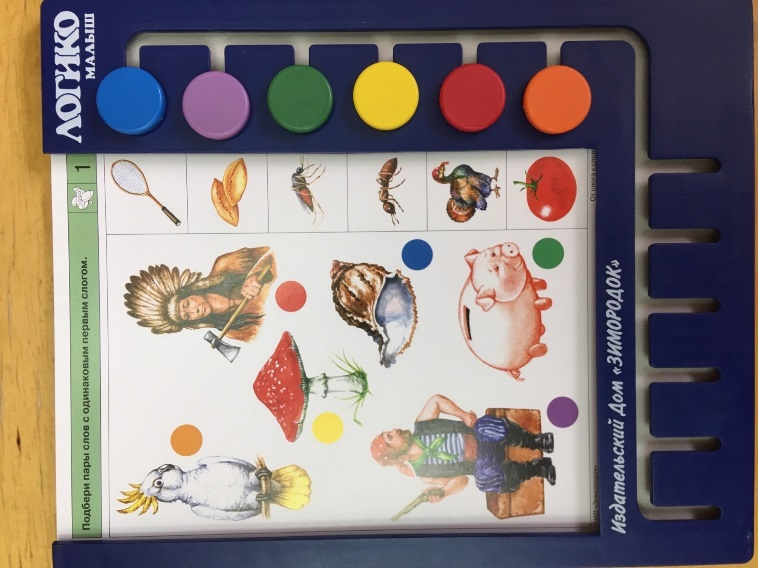 ЛОГИКО
МАЛЫШ
1
Подбери пары слов с одинаковым первым слогом.
Издательский Дом «ЗИМОРОДОК»